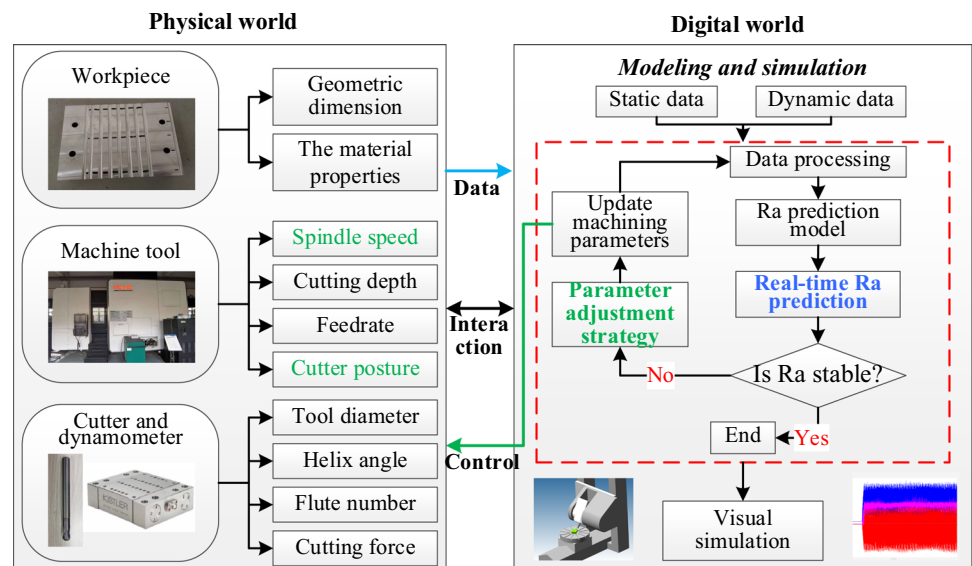 Physical world
Workpiece
Geometric
dimension
The material
properties
Machine tool
Spindle speed
Cutting depth
Feedrate
Cutter posture
Cutter and
dynamometer
KISTLER
Tool diameter
Helix angle
Flute number
Cutting force
Data
Intera
ction
Control
Digital world
Modeling and simulation
Static data
Dynamic data
Data processing
Ra prediction
model
Real-time Ra
prediction
Is Ra stable?
No
Yes
Parameter
adjustment
strategy
Update
machining
parameters
End
Visual
simulation